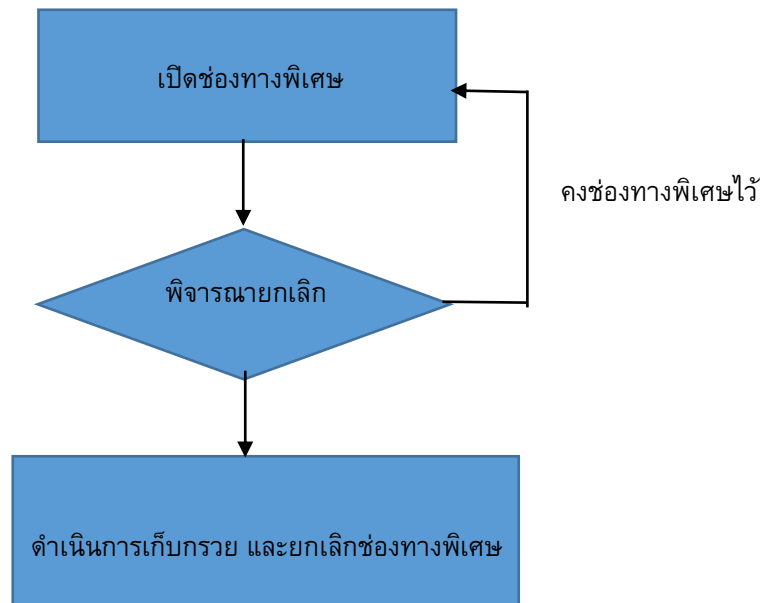 เปิดช่องทางพิเศษ
คงช่องทางพิเศษไว้
พิจารณายกเลิก
ดำเนินการเก็บกรวย และยกเลิกช่องทางพิเศษ